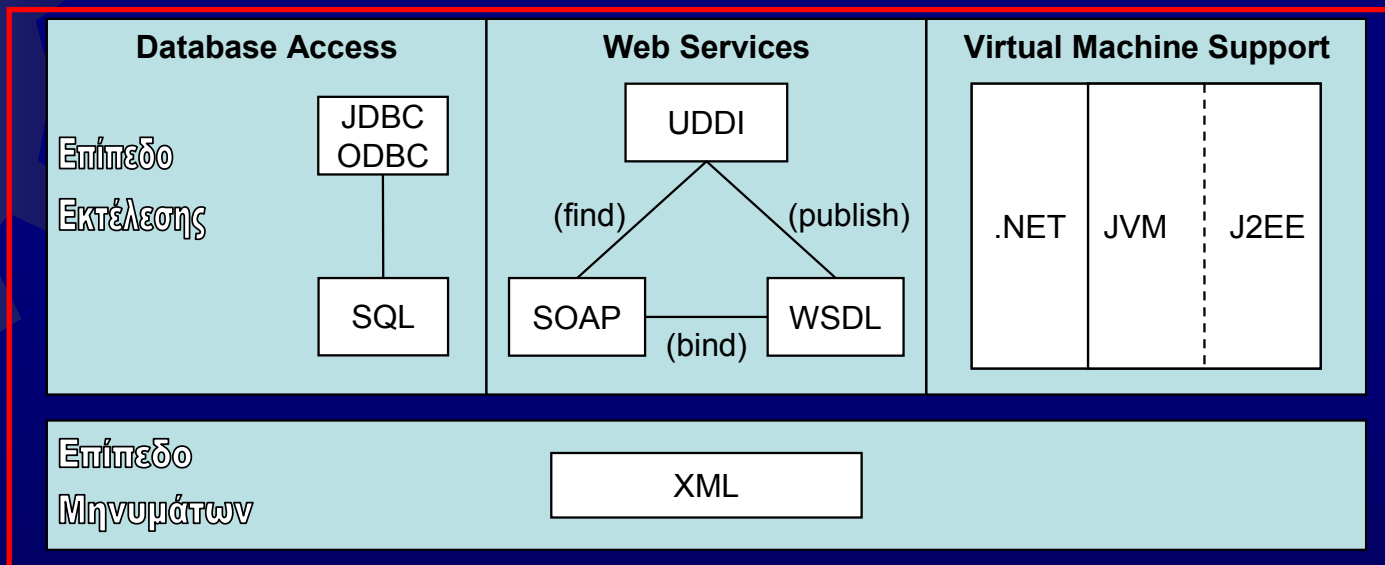 Database Access
Web Services
Virtual Machine Support
Επίπεδο
Εκτέλεσης
JDBC
ODBC
SQL
UDDI
(find)
(publish)
SOAP
(bind)
WSDL
.NET
JVM
J2EE
Επίπεδο
Μηνυμάτων
XML